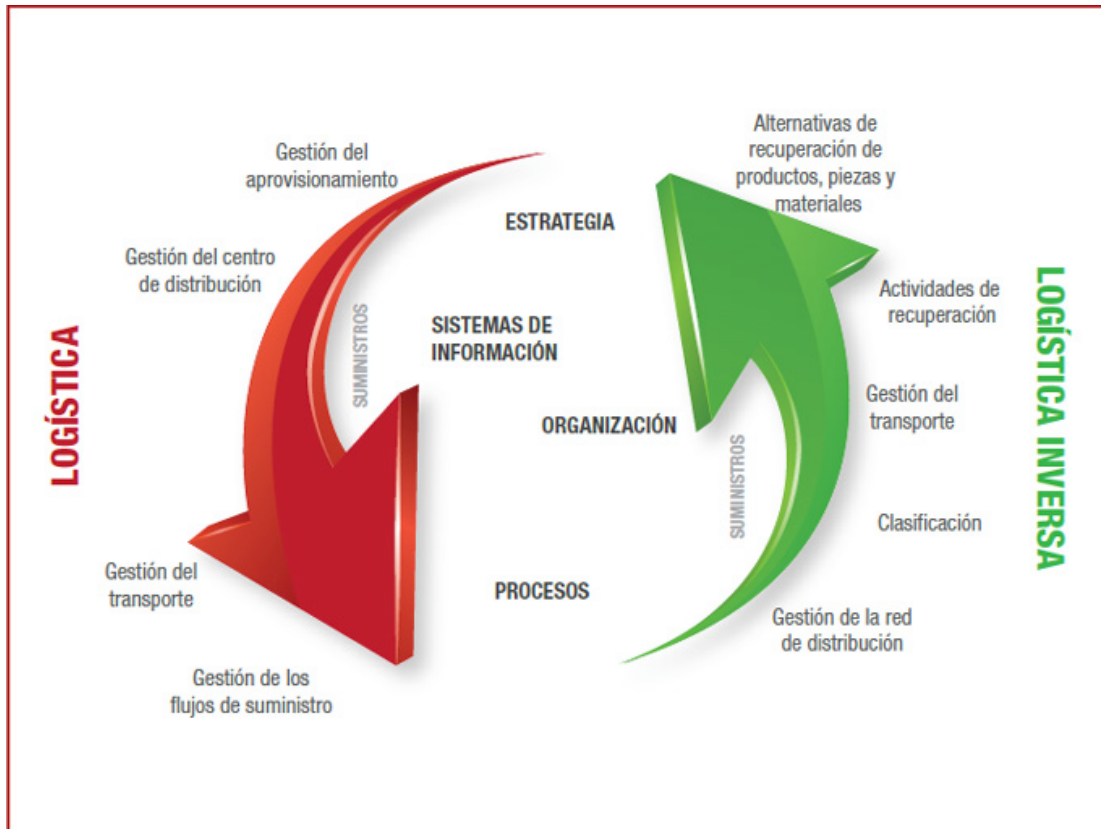 LOGÍSTICA
Gestión del
aprovisionamiento
Gestión del centro
de distribución
SUMINISTROS
Gestión del
transporte
Gestión de los
flujos de suministro
ESTRATEGIA
SISTEMAS DE
INFORMACIÓN
ORGANIZACIÓN
PROCESOS
Alternativas de
recuperación de
productos, piezas y
materiales
Actividades de
recuperación
Gestión del
transporte
SUMINISTROS
Clasificación
Gestión de la red
de distribución
LOGÍSTICA INVERSA